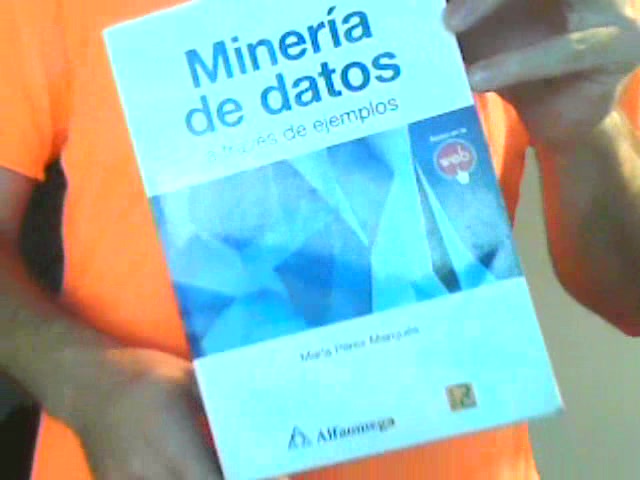 Minería
de datos
a través de ejemplos
web
María Pérez Marqués
Alfaomega